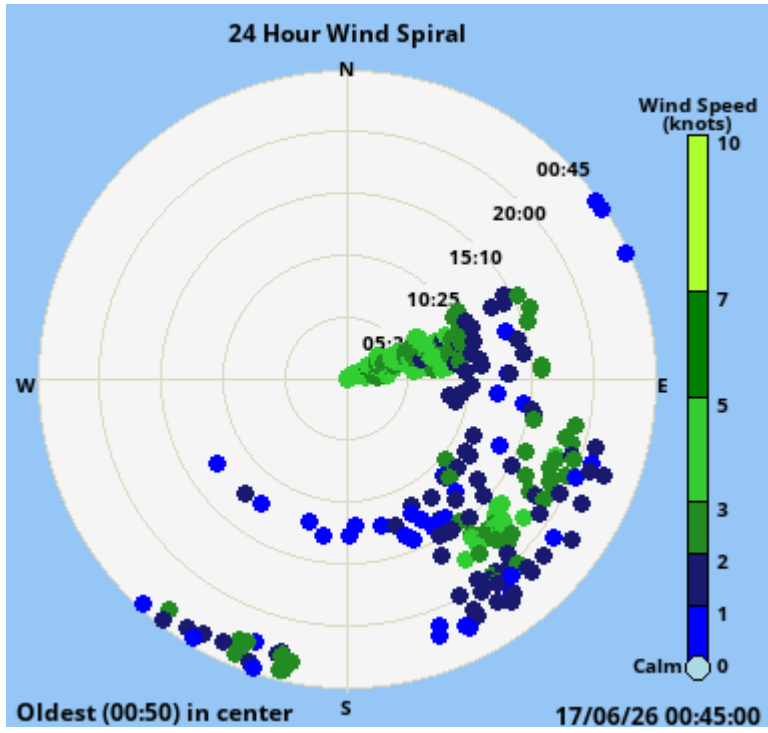 24 Hour Wind Spiral
N
Wind Speed
(knots)
10
00:45
20:00
15:10
7
10:25
W
E
5
3
2
1
Calm
0
S
Oldest (00:50) in center
17/06/26 00:45:00